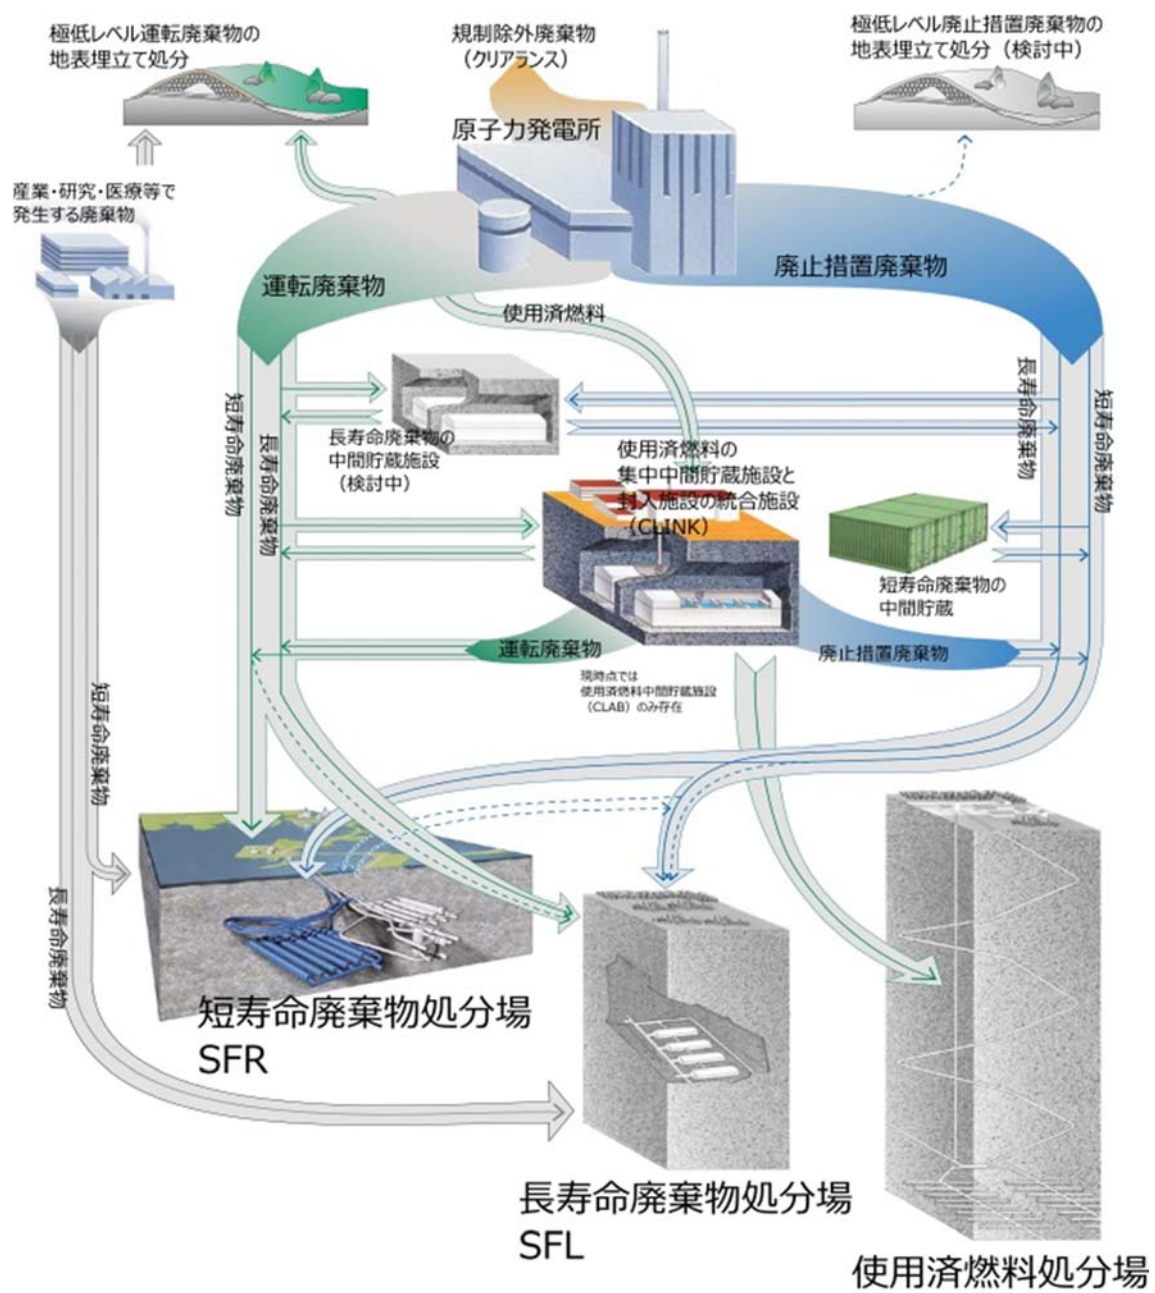 極低レベル運転廃棄物の
地表埋立て処分
規制除外廃棄物
（クリアランス）
極低レベル廃止措置廃棄物の
地表埋立て処分（検討中）
原子力発電所
産業・研究・医療等で
発生する廃棄物
運転廃棄物
廃止措置廃棄物
使用済燃料
短寿命廃棄物
長寿命廃棄物
長寿命廃棄物の
中間貯蔵施設
（検討中）
使用済燃料の
集中中間貯蔵施設と
封入施設の統合施設
（CLINK）
長寿命廃棄物
短寿命廃棄物
短寿命廃棄物の
中間貯蔵
運転廃棄物
廃止措置廃棄物
現時点では
使用済燃料中間貯蔵施設
（CLAB）のみ存在
短寿命廃棄物
長寿命廃棄物
短寿命廃棄物処分場
SFR
長寿命廃棄物処分場
SFL
使用済燃料処分場